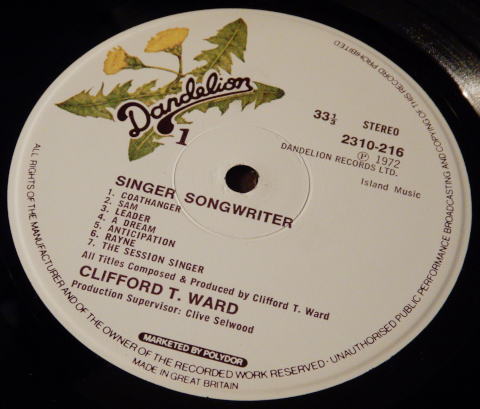 Dandelion
1
33⅓ STEREO
2310-216
Ⓟ 1972
DANDELION RECORDS LTD.
Island Music
SINGER SONGWRITER
1. COATHANGER
2. SAM
3. LEADER
4. A DREAM
5. ANTICIPATION
6. RAYNE
7. THE SESSION SINGER
All Titles Composed & Produced by Clifford T. Ward
CLIFFORD T. WARD
Production Supervisor: Clive Selwood
MARKETED BY POLYDOR
MADE IN GREAT BRITAIN
ALL RIGHTS OF THE MANUFACTURER AND OF THE OWNER OF THE RECORDED WORK RESERVED · UNAUTHORISED PUBLIC PERFORMANCE BROADCASTING AND COPYING OF THIS RECORD PROHIBITED